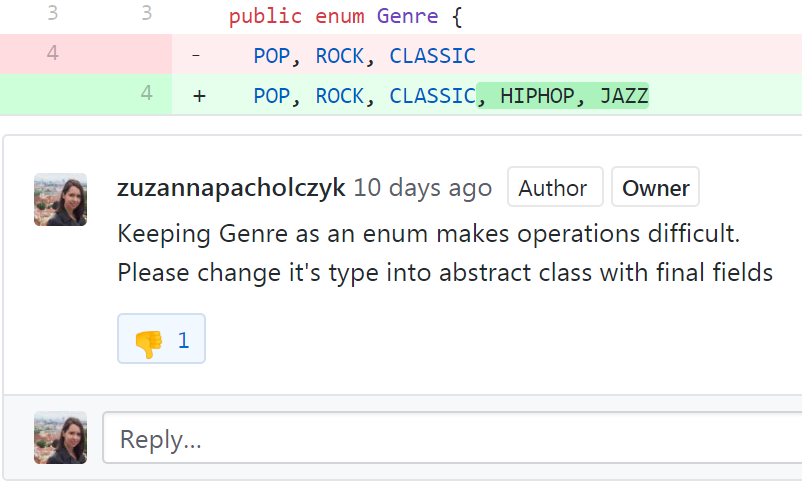 3 3 public enum Genre {
4 - POP, ROCK, CLASSIC
4 + POP, ROCK, CLASSIC, HIPHOP, JAZZ
zuzannapacholczyk 10 days ago Author Owner
Keeping Genre as an enum makes operations difficult.
Please change it's type into abstract class with final fields
👎 1
Reply...